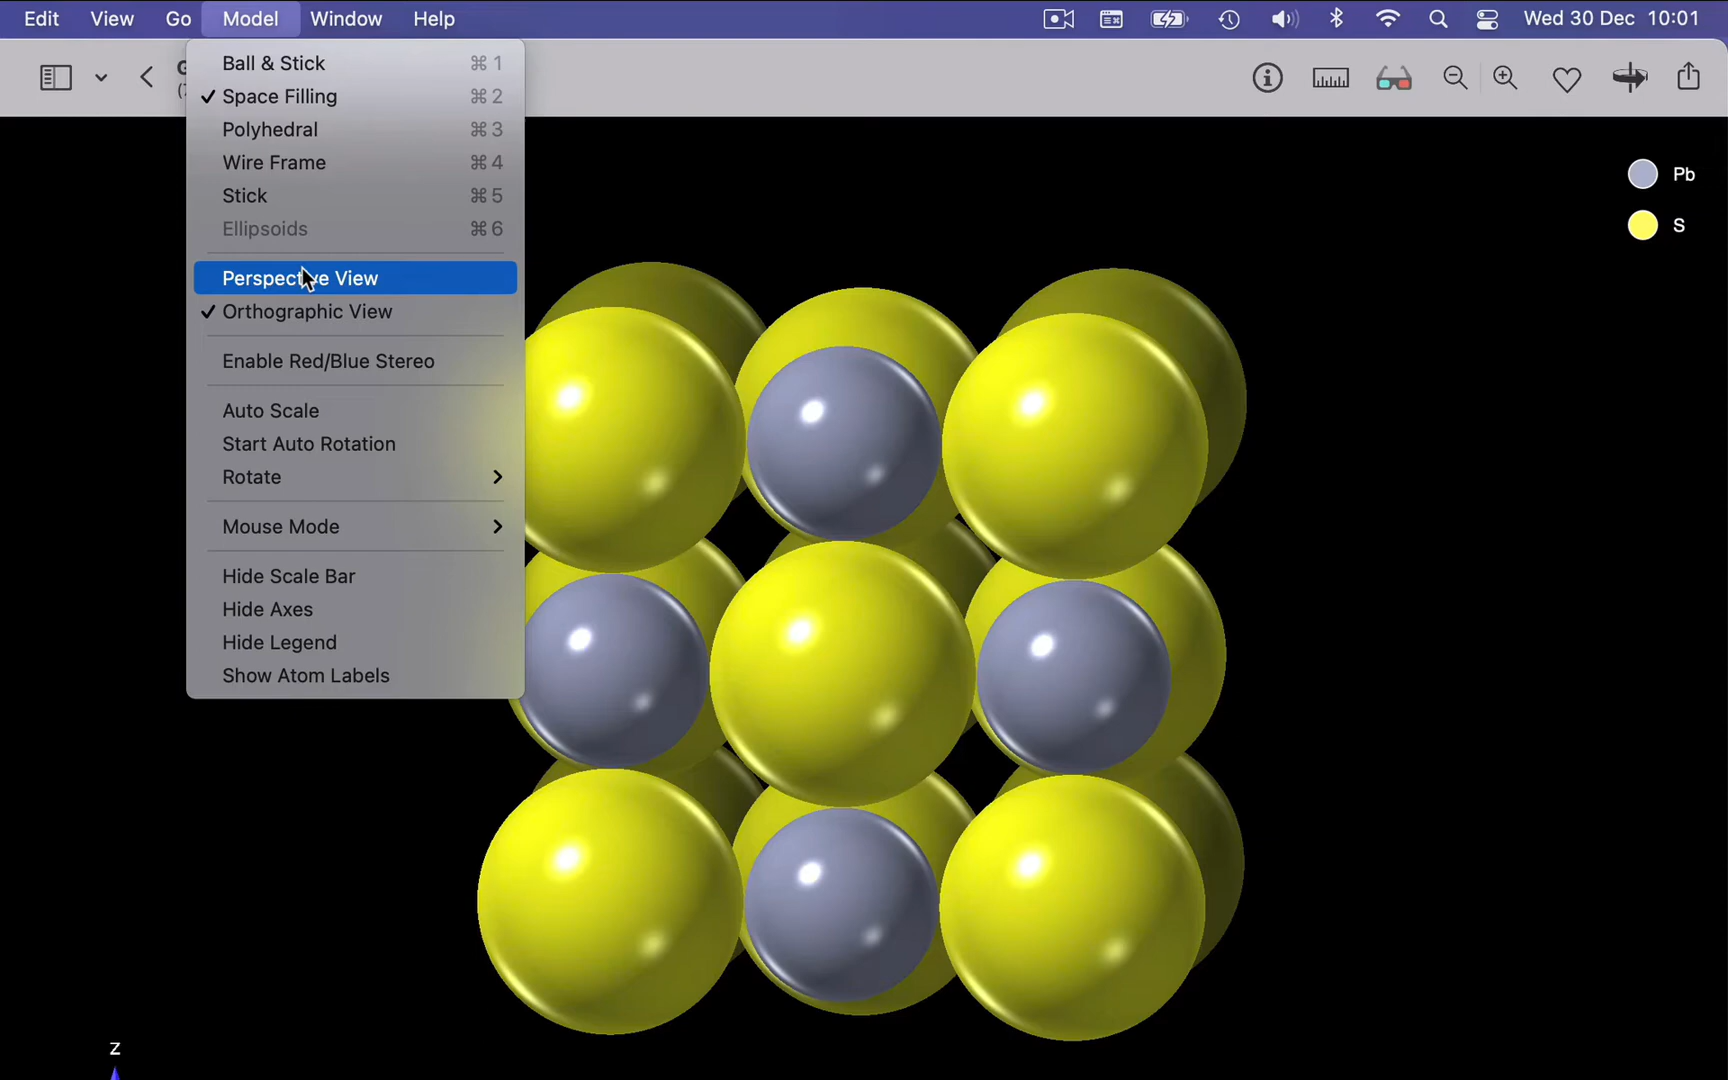 Edit View Go Model Window Help Wed 30 Dec 10:01
Ball & Stick ⌘ 1
✓ Space Filling ⌘ 2
Polyhedral ⌘ 3
Wire Frame ⌘ 4
Stick ⌘ 5
Ellipsoids ⌘ 6
Perspective View
✓ Orthographic View
Enable Red/Blue Stereo
Auto Scale
Start Auto Rotation
Rotate
Mouse Mode
Hide Scale Bar
Hide Axes
Hide Legend
Show Atom Labels
Pb
S
z